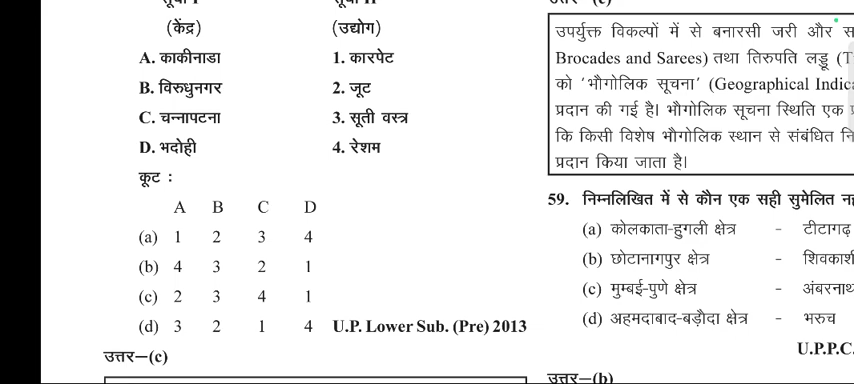 (केंद्र) (उद्योग)
A. काकीनाडा 1. कारपेट
B. विरुधुनगर 2. जूट
C. चन्नापटना 3. सूती वस्त्र
D. भदोही 4. रेशम
कूट :
A B C D
(a) 1 2 3 4
(b) 4 3 2 1
(c) 2 3 4 1
(d) 3 2 1 4 U.P. Lower Sub. (Pre) 2013
उत्तर—(c)
उत्तर—(c)
उपर्युक्त विकल्पों में से बनारसी जरी और स
Brocades and Sarees) तथा तिरुपति लड्डू (T
को 'भौगोलिक सूचना' (Geographical Indic
प्रदान की गई है। भौगोलिक सूचना स्थिति एक
कि किसी विशेष भौगोलिक स्थान से संबंधित नि
प्रदान किया जाता है।
59. निम्नलिखित में से कौन एक सही सुमेलित
(a) कोलकाता-हुगली क्षेत्र - टीटागढ़
(b) छोटानागपुर क्षेत्र - शिवकाशी
(c) मुम्बई-पुणे क्षेत्र - अंबरनाथ
(d) अहमदाबाद-बड़ौदा क्षेत्र - भरुच
U.P.P.C.
उत्तर—(b)